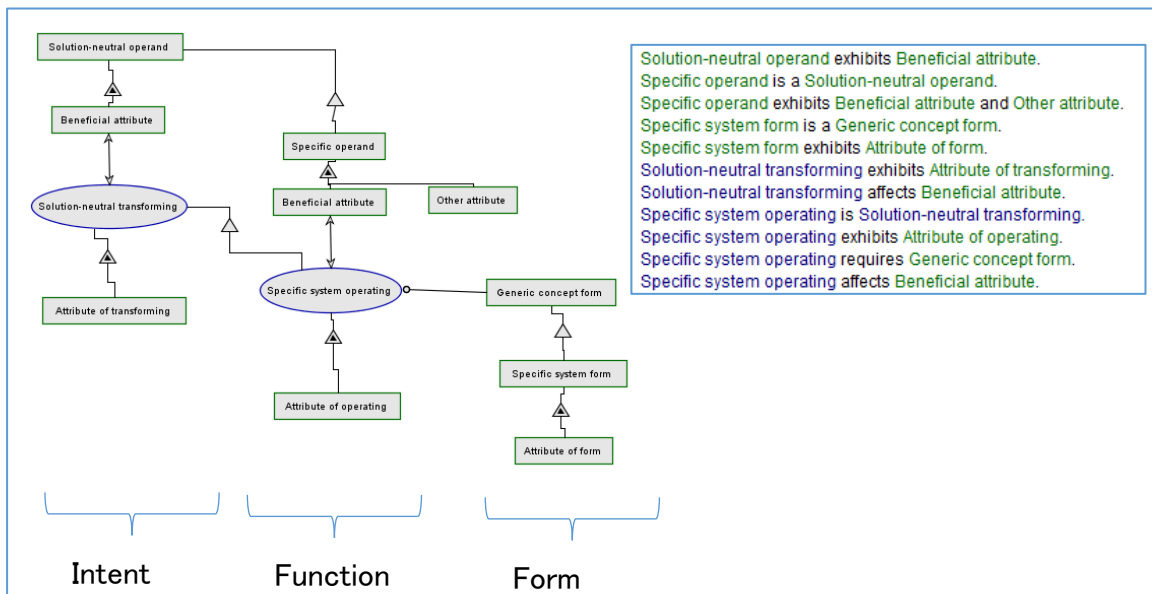 Solution-neutral operand
Beneficial attribute
Solution-neutral transforming
Attribute of transforming
Specific operand
Beneficial attribute
Other attribute
Specific system operating
Attribute of operating
Generic concept form
Specific system form
Attribute of form
Solution-neutral operand exhibits Beneficial attribute.
Specific operand is a Solution-neutral operand.
Specific operand exhibits Beneficial attribute and Other attribute.
Specific system form is a Generic concept form.
Specific system form exhibits Attribute of form.
Solution-neutral transforming exhibits Attribute of transforming.
Solution-neutral transforming affects Beneficial attribute.
Specific system operating is Solution-neutral transforming.
Specific system operating exhibits Attribute of operating.
Specific system operating requires Generic concept form.
Specific system operating affects Beneficial attribute.
Intent
Function
Form